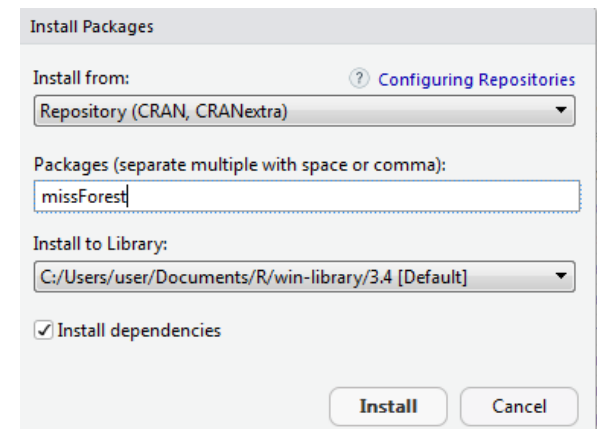 Install Packages
Install from:
? Configuring Repositories
Repository (CRAN, CRANextra)
Packages (separate multiple with space or comma):
missForest
Install to Library:
C:/Users/user/Documents/R/win-library/3.4 [Default]
Install dependencies
Install
Cancel